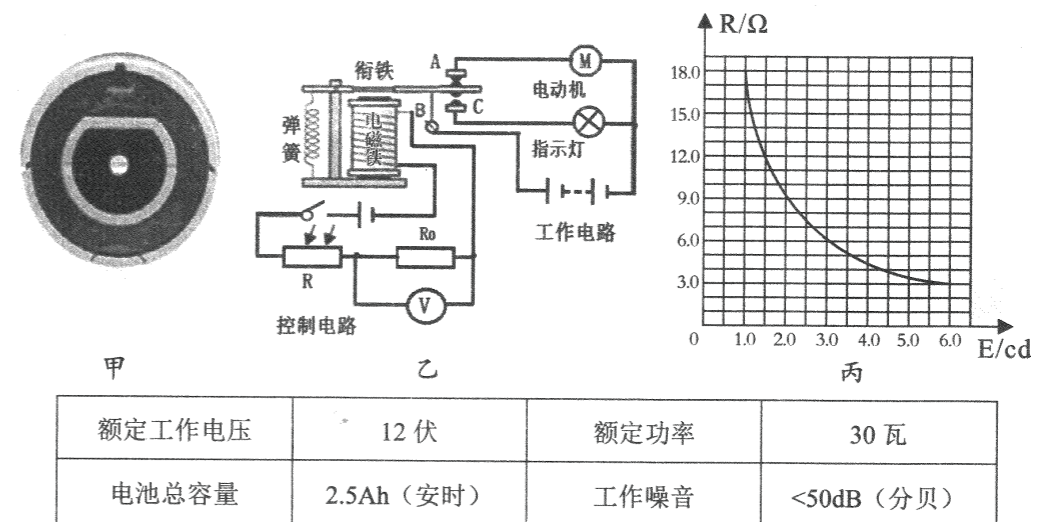 R/Ω
18.0
15.0
12.0
9.0
6.0
3.0
0 1.0 2.0 3.0 4.0 5.0 6.0
E/cd
丙
衔铁
A
M
电动机
B
C
弹簧
电磁铁
指示灯
工作电路
R
R₀
V
控制电路
甲
乙
额定工作电压 12伏 额定功率 30瓦
电池总容量 2.5Ah（安时） 工作噪音 <50dB（分贝）